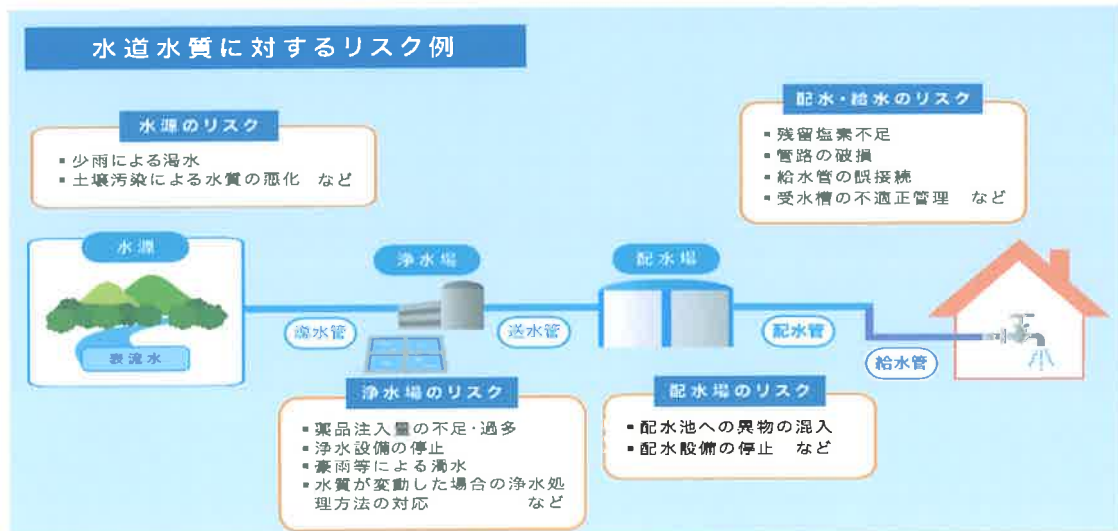 水道水質に対するリスク例
水源のリスク
▪ 少雨による渇水
▪ 土壌汚染による水質の悪化 など
配水・給水のリスク
▪ 残留塩素不足
▪ 管路の破損
▪ 給水管の誤接続
▪ 受水槽の不適正管理 など
水源
表流水
導水管
浄水場
送水管
配水場
配水管
給水管
浄水場のリスク
▪ 薬品注入量の不足・過多
▪ 浄水設備の停止
▪ 豪雨等による濁水
▪ 水質が変動した場合の浄水処
理方法の対応 など
配水場のリスク
▪ 配水池への異物の混入
▪ 配水設備の停止 など